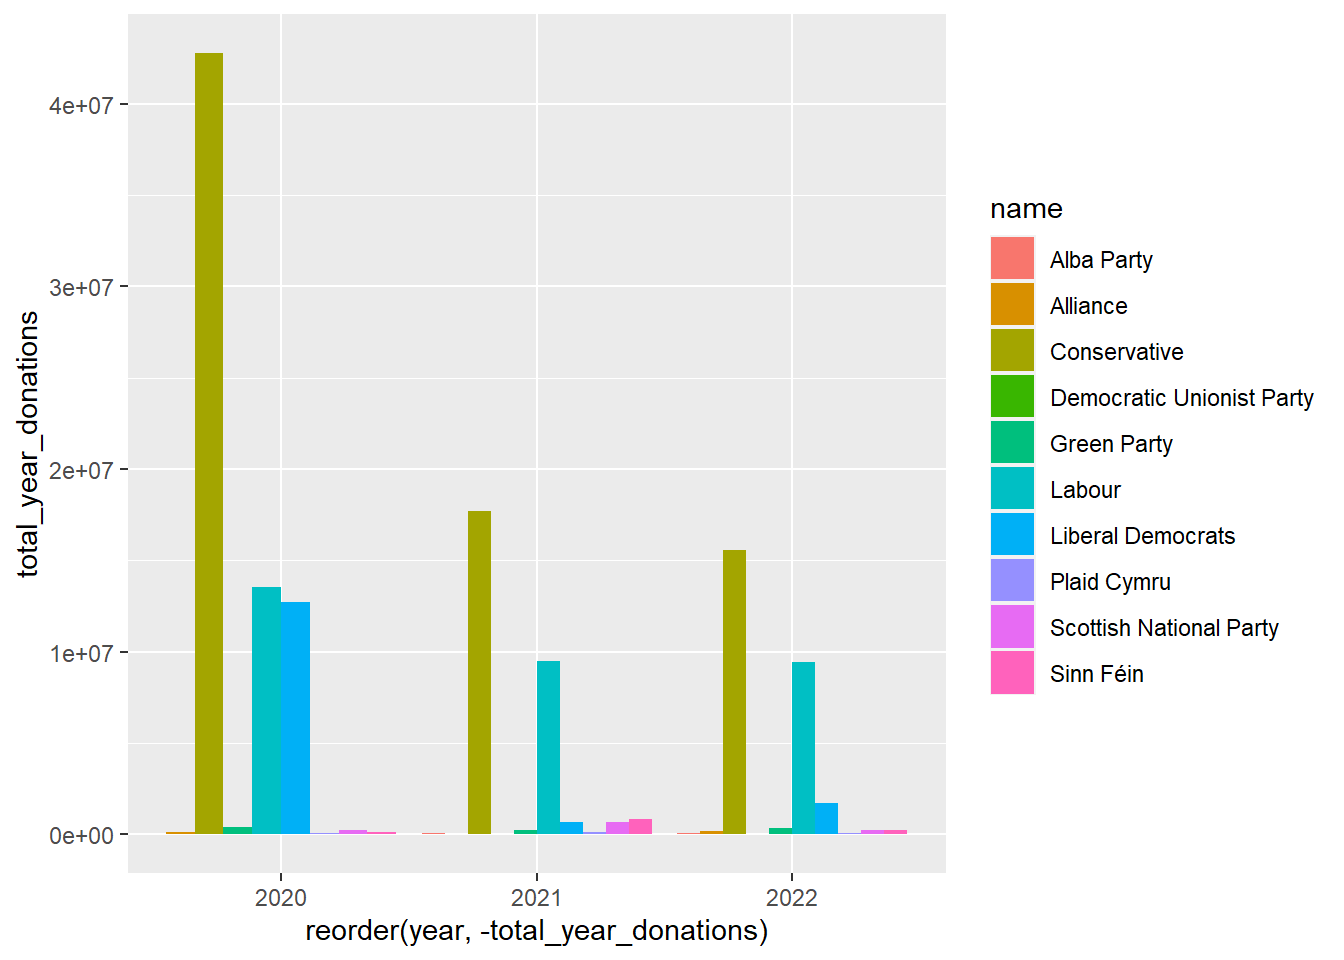 total_year_donations
4e+07
3e+07
2e+07
1e+07
0e+00
2020 2021 2022
reorder(year, -total_year_donations)
name
Alba Party
Alliance
Conservative
Democratic Unionist Party
Green Party
Labour
Liberal Democrats
Plaid Cymru
Scottish National Party
Sinn Féin